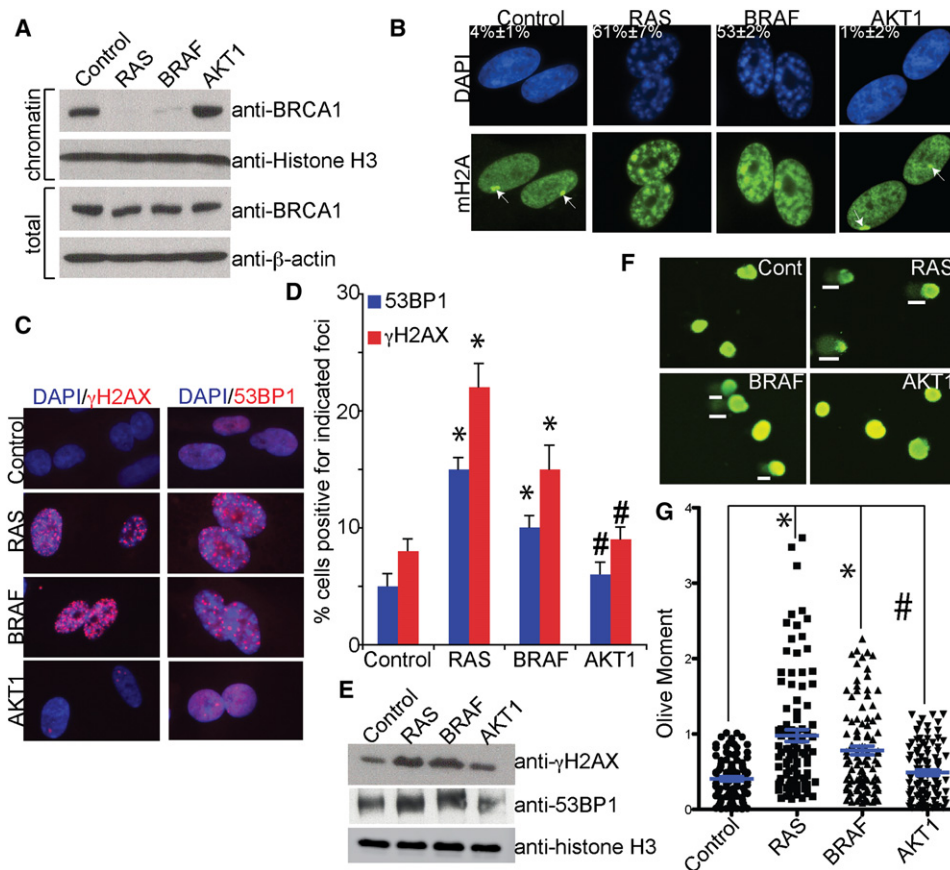 A
Control
RAS
BRAF
AKT1
chromatin
anti-BRCA1
anti-Histone H3
total
anti-BRCA1
anti-β-actin
B
Control
RAS
BRAF
AKT1
4%±1%
61%±7%
53±2%
1%±2%
DAPI
mH2A
C
DAPI/γH2AX
DAPI/53BP1
Control
RAS
BRAF
AKT1
D
% cells positive for indicated foci
30
20
10
0
53BP1
γH2AX
*
*
*
*
#
#
Control
RAS
BRAF
AKT1
E
Control
RAS
BRAF
AKT1
anti-γH2AX
anti-53BP1
anti-histone H3
F
Cont
RAS
BRAF
AKT1
G
Olive Moment
4
3
2
1
0
*
*
#
Control
RAS
BRAF
AKT1